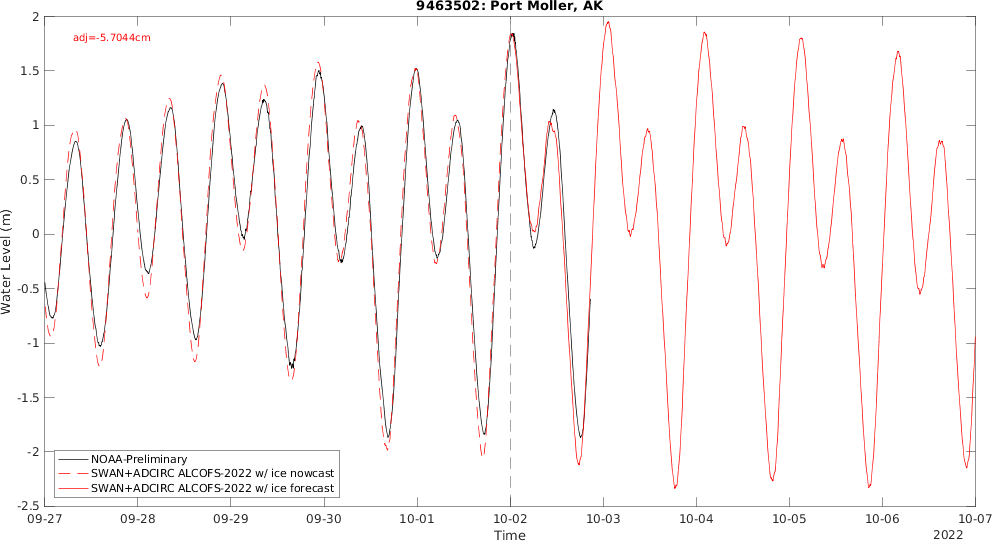 9463502: Port Moller, AK
adj=-5.7044cm
2
1.5
1
0.5
0
-0.5
-1
-1.5
-2
-2.5
Water Level (m)
NOAA-Preliminary
SWAN+ADCIRC ALCOFS-2022 w/ ice nowcast
SWAN+ADCIRC ALCOFS-2022 w/ ice forecast
09-27 09-28 09-29 09-30 10-01 10-02 10-03 10-04 10-05 10-06 10-07
Time
2022